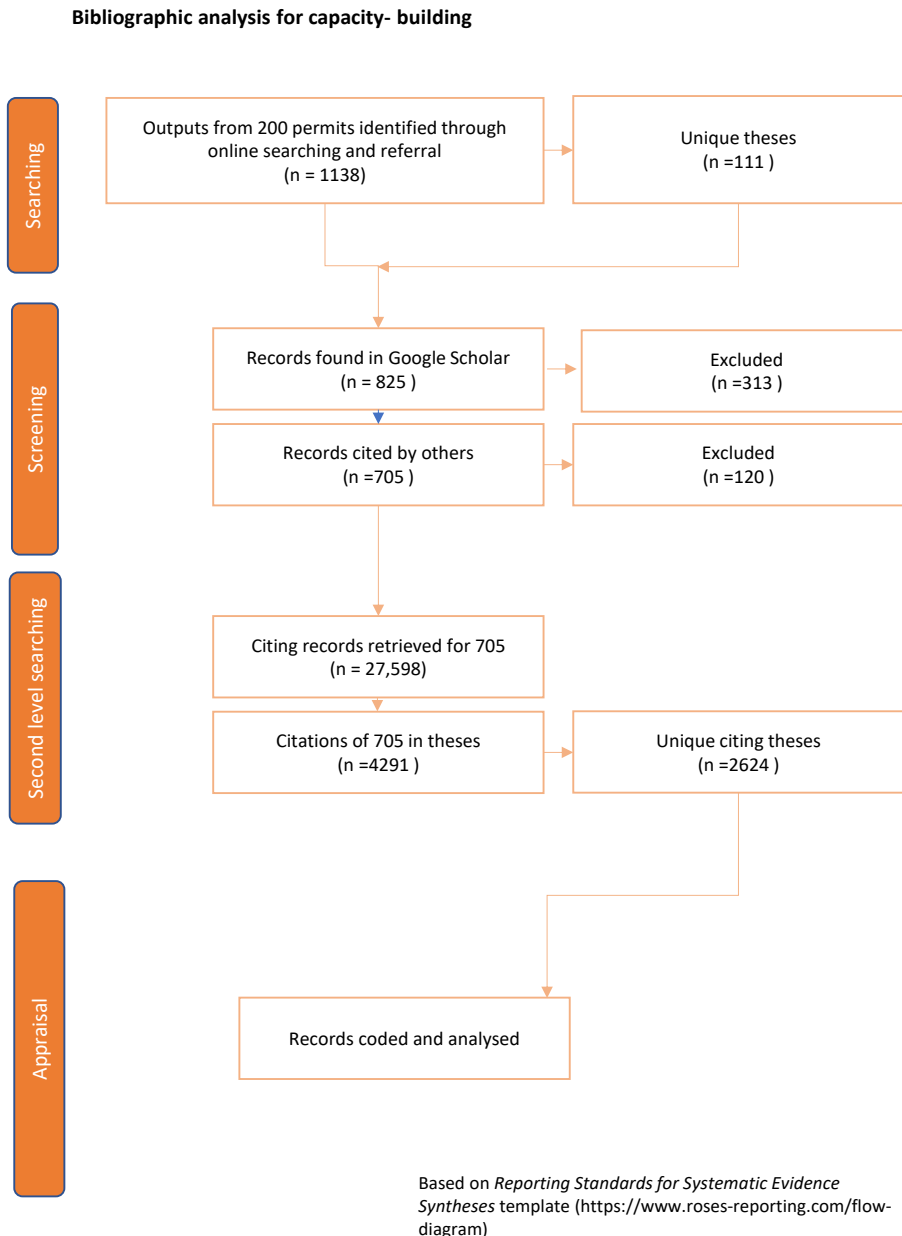 Bibliographic analysis for capacity- building
Searching
Outputs from 200 permits identified through
online searching and referral
(n = 1138)
Unique theses
(n =111 )
Screening
Records found in Google Scholar
(n = 825 )
Excluded
(n =313 )
Records cited by others
(n =705 )
Excluded
(n =120 )
Second level searching
Citing records retrieved for 705
(n = 27,598)
Citations of 705 in theses
(n =4291 )
Unique citing theses
(n =2624 )
Appraisal
Records coded and analysed
Based on Reporting Standards for Systematic Evidence
Syntheses template (https://www.roses-reporting.com/flow-
diagram)